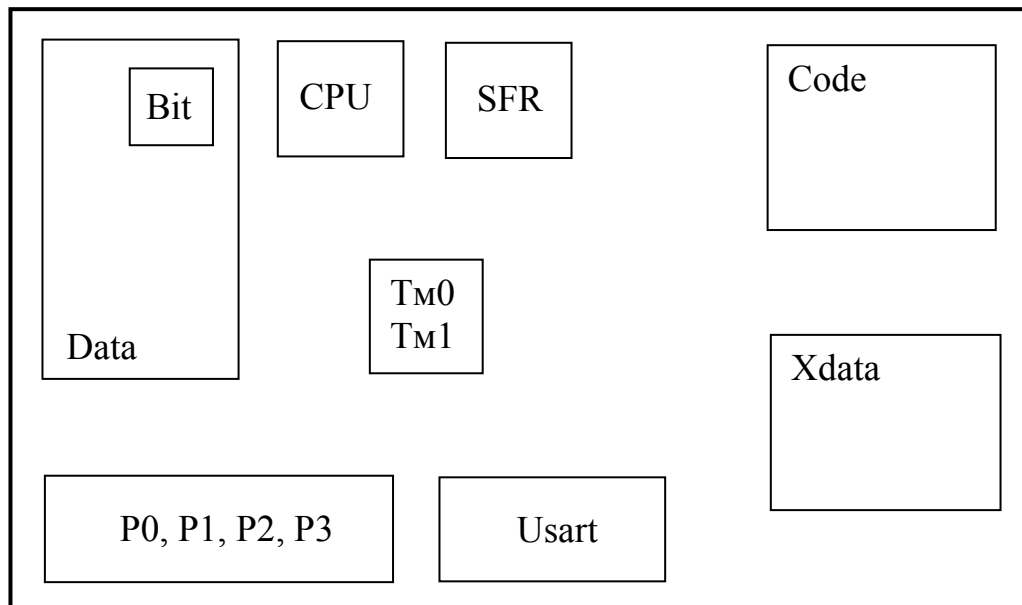 Bit
CPU
SFR
Code
Data
Тм0
Тм1
Xdata
P0, P1, P2, P3
Usart